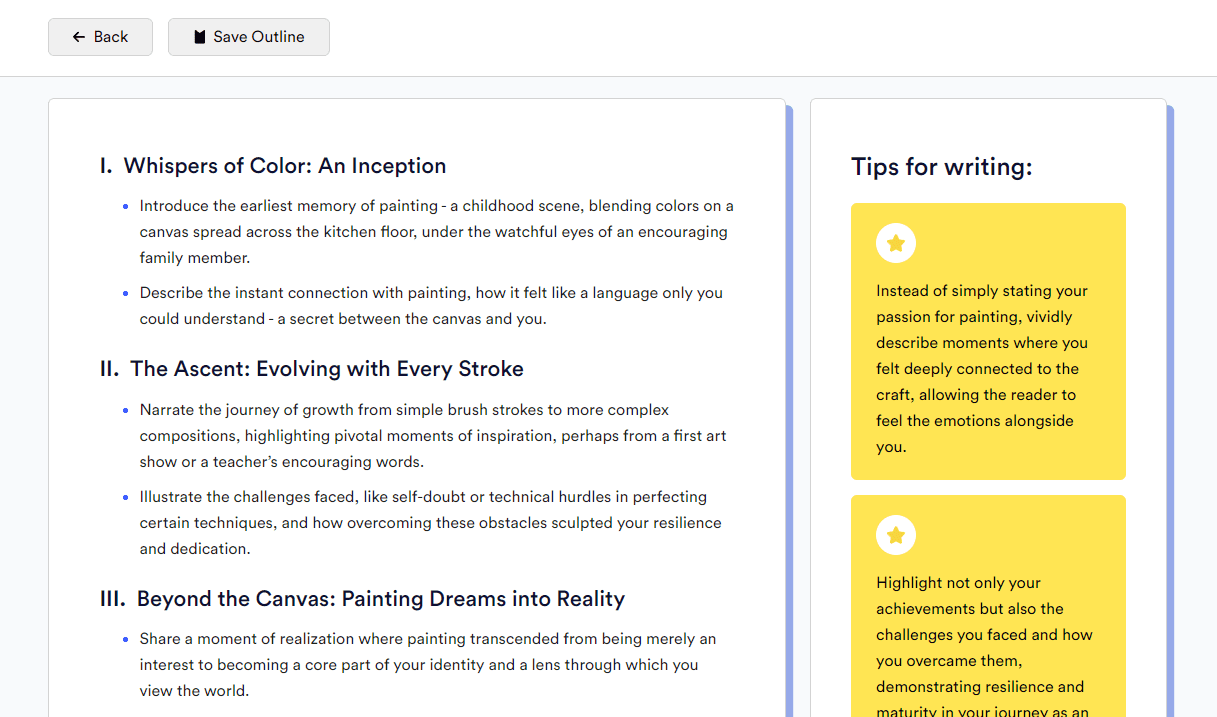 Back
Save Outline
I. Whispers of Color: An Inception
Introduce the earliest memory of painting - a childhood scene, blending colors on a
canvas spread across the kitchen floor, under the watchful eyes of an encouraging
family member.
Describe the instant connection with painting, how it felt like a language only you
could understand - a secret between the canvas and you.
II. The Ascent: Evolving with Every Stroke
Narrate the journey of growth from simple brush strokes to more complex
compositions, highlighting pivotal moments of inspiration, perhaps from a first art
show or a teacher’s encouraging words.
Illustrate the challenges faced, like self-doubt or technical hurdles in perfecting
certain techniques, and how overcoming these obstacles sculpted your resilience
and dedication.
III. Beyond the Canvas: Painting Dreams into Reality
Share a moment of realization where painting transcended from being merely an
interest to becoming a core part of your identity and a lens through which you
view the world.
Tips for writing:
Instead of simply stating your
passion for painting, vividly
describe moments where you
felt deeply connected to the
craft, allowing the reader to
feel the emotions alongside
you.
Highlight not only your
achievements but also the
challenges you faced and how
you overcame them,
demonstrating resilience and
maturity in your journey as an